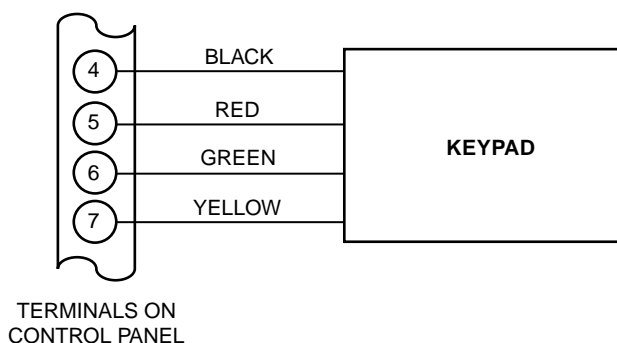 4
BLACK
5
RED
6
GREEN
7
YELLOW
KEYPAD
TERMINALS ON
CONTROL PANEL